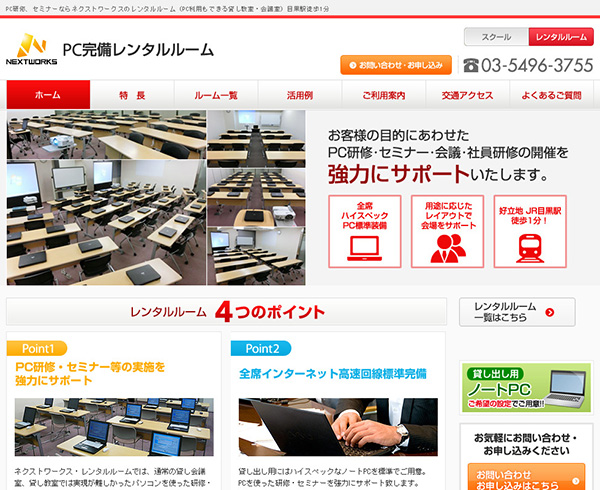 PC研修、セミナーならネクストワークスのレンタルルーム（PC利用もできる貸し教室・会議室）目黒駅徒歩1分
NEXTWORKS
PC完備レンタルルーム
スクール
レンタルルーム
お問い合わせ・お申し込み
03-5496-3755
ホーム
特　長
ルーム一覧
活用例
ご利用案内
交通アクセス
よくあるご質問
お客様の目的にあわせた
PC研修・セミナー・会議・社員研修の開催を
強力にサポートいたします。
全席
ハイスペック
PC標準装備
用途に応じた
レイアウトで
会場をサポート
好立地 JR目黒駅
徒歩1分！
レンタルルーム 4つのポイント
レンタルルーム
一覧はこちら
Point1
PC研修・セミナー等の実施を
強力にサポート
Point2
全席インターネット高速回線標準完備
貸し出し用
ノートPC
ご希望の設定でご用意!!
お気軽にお問い合わせ・
お申し込みください
お問い合わせ
お申し込みはこちら
ネクストワークス・レンタルルームでは、通常の貸し会議
室、貸し教室では実現が難しかったパソコンを使った研修・
貸し出し用にはハイスペックなノートPCを標準でご用意。
PCを使った研修・セミナーを強力にサポート致します。